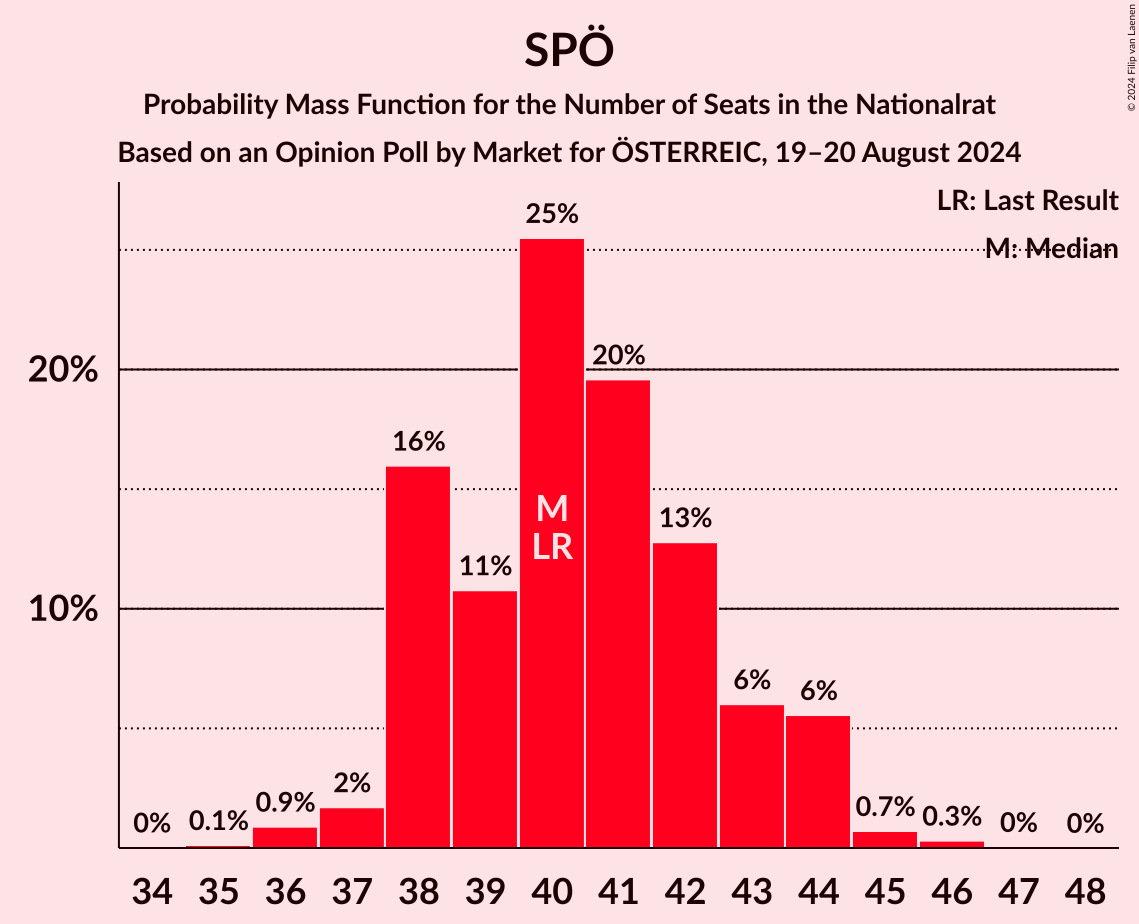 SPÖ
Probability Mass Function for the Number of Seats in the Nationalrat
Based on an Opinion Poll by Market for ÖSTERREIC, 19–20 August 2024
© 2024 Filip van Laenen
LR: Last Result
M: Median
20%
10%
0%
0.1%
0.9%
2%
16%
11%
25%
20%
13%
6%
6%
0.7%
0.3%
0%
0%
M
LR
34 35 36 37 38 39 40 41 42 43 44 45 46 47 48